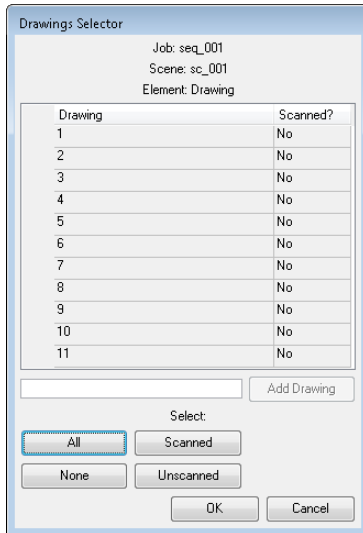 Drawings Selector
Job: seq_001
Scene: sc_001
Element: Drawing
Drawing Scanned?
1 No
2 No
3 No
4 No
5 No
6 No
7 No
8 No
9 No
10 No
11 No
Add Drawing
Select:
All Scanned
None Unscanned
OK Cancel